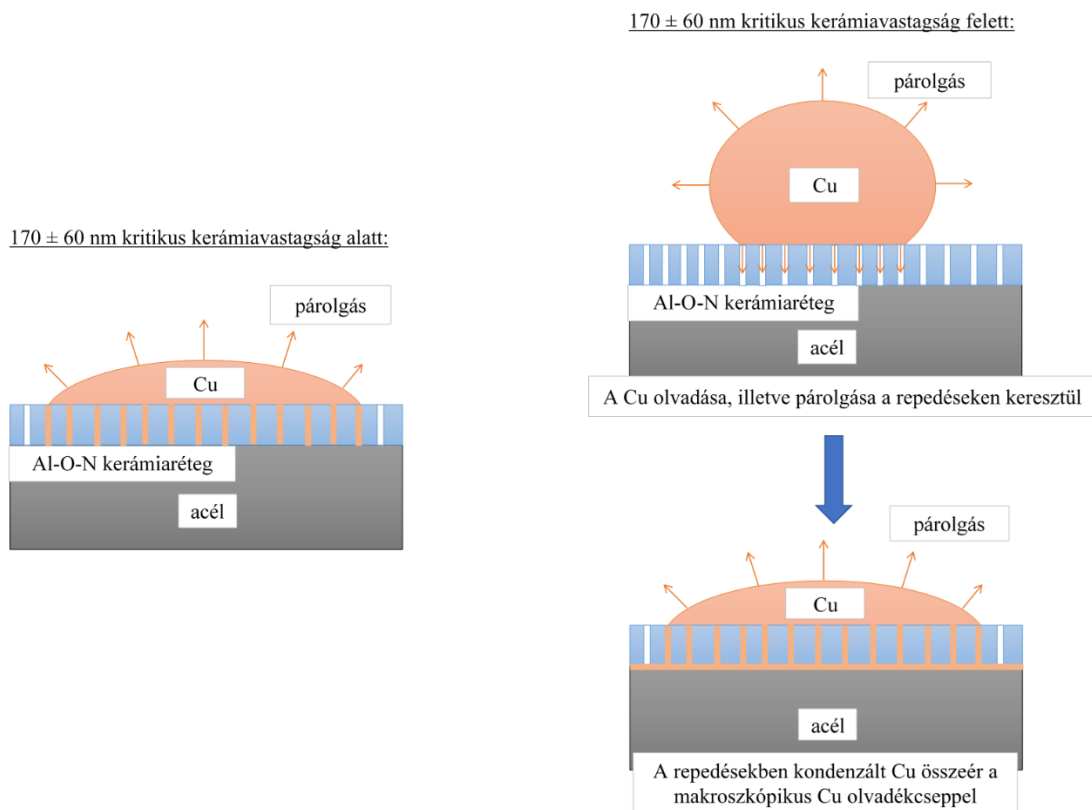 170 ± 60 nm kritikus kerámiavastagság alatt:
párolgás
Cu
Al-O-N kerámiaréteg
acél
170 ± 60 nm kritikus kerámiavastagság felett:
párolgás
Cu
Al-O-N kerámiaréteg
acél
A Cu olvadása, illetve párolgása a repedéseken keresztül
párolgás
Cu
acél
A repedésekben kondenzált Cu összeér a
makroszkópikus Cu olvadékcseppel